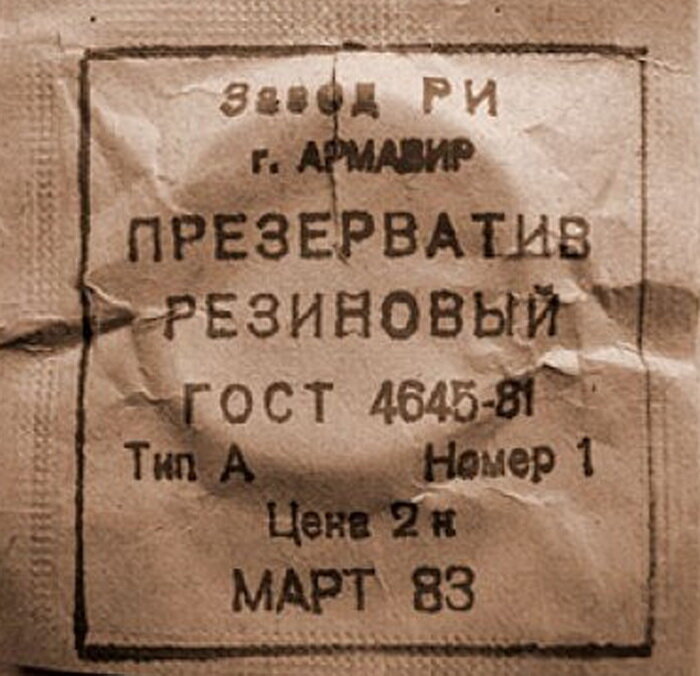 Завод РИ
г. АРМАВИР
ПРЕЗЕРВАТИВ
РЕЗИНОВЫЙ
ГОСТ 4645-81
Тип А Номер 1
Цена 2 к
МАРТ 83